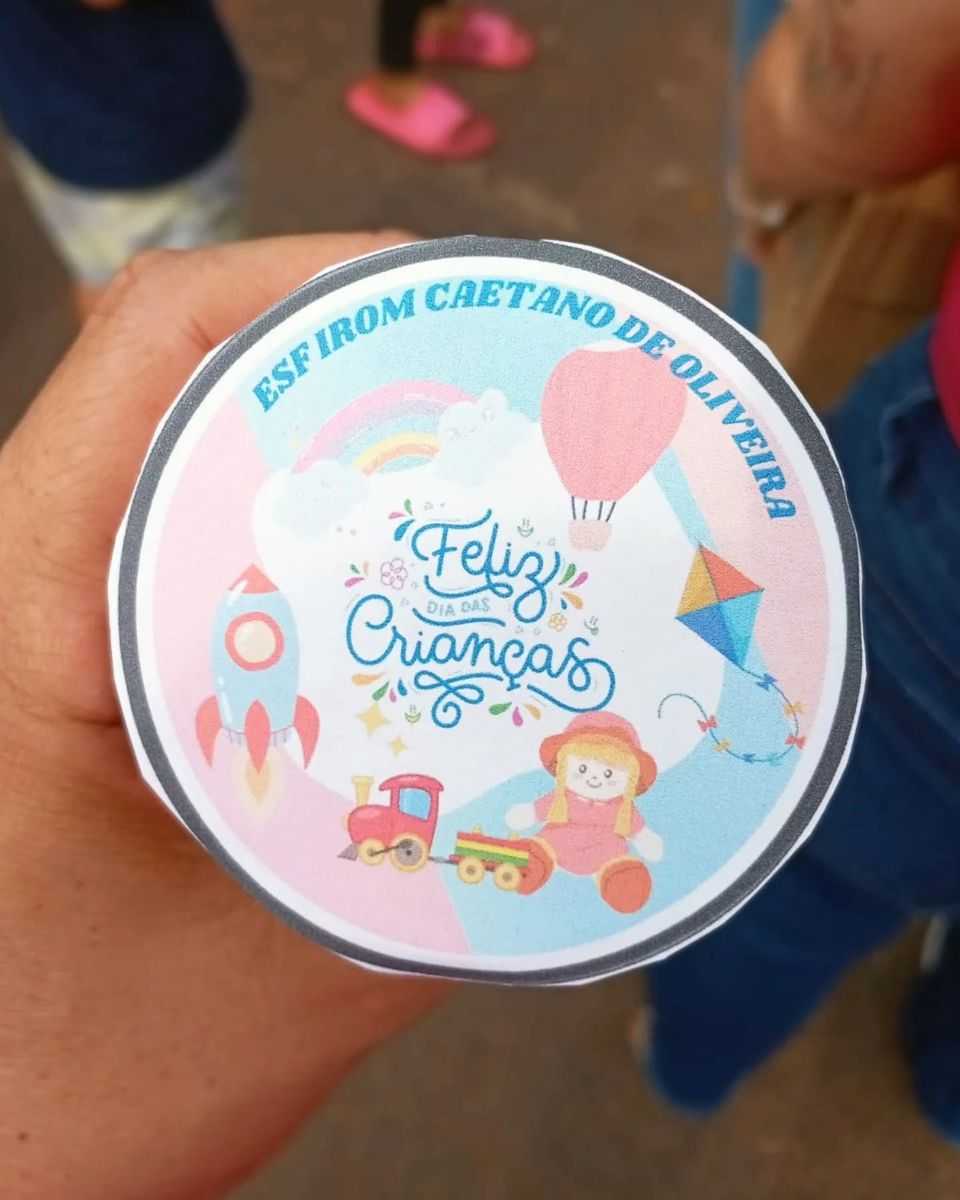 ESF IROM CAETANO DE OLIVEIRA
Feliz
DIA DAS
Crianças